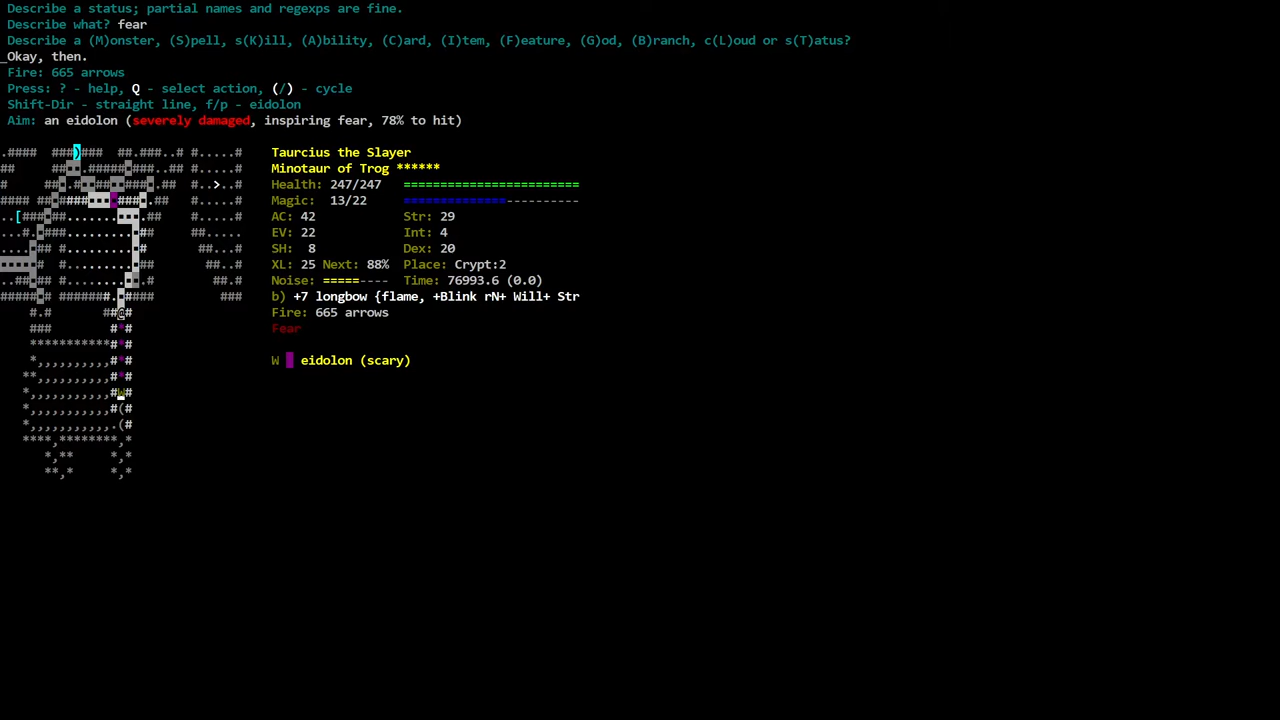 Describe a status; partial names and regexps are fine.
Describe what? fear
Describe a (M)onster, (S)pell, s(K)ill, (A)bility, (C)ard, (I)tem, (F)eature, (G)od, (B)ranch, c(L)oud or s(T)atus?
_Okay, then.
Fire: 665 arrows
Press: ? - help, Q - select action, (/) - cycle
Shift-Dir - straight line, f/p - eidolon
Aim: an eidolon (severely damaged, inspiring fear, 78% to hit)
Taurcius the Slayer
Minotaur of Trog ******
Health: 247/247 ========================
Magic: 13/22 ==============----------
AC: 42 Str: 29
EV: 22 Int: 4
SH: 8 Dex: 20
XL: 25 Next: 88% Place: Crypt:2
Noise: =====---- Time: 76993.6 (0.0)
b) +7 longbow {flame, +Blink rN+ Will+ Str
Fire: 665 arrows
Fear
W eidolon (scary)